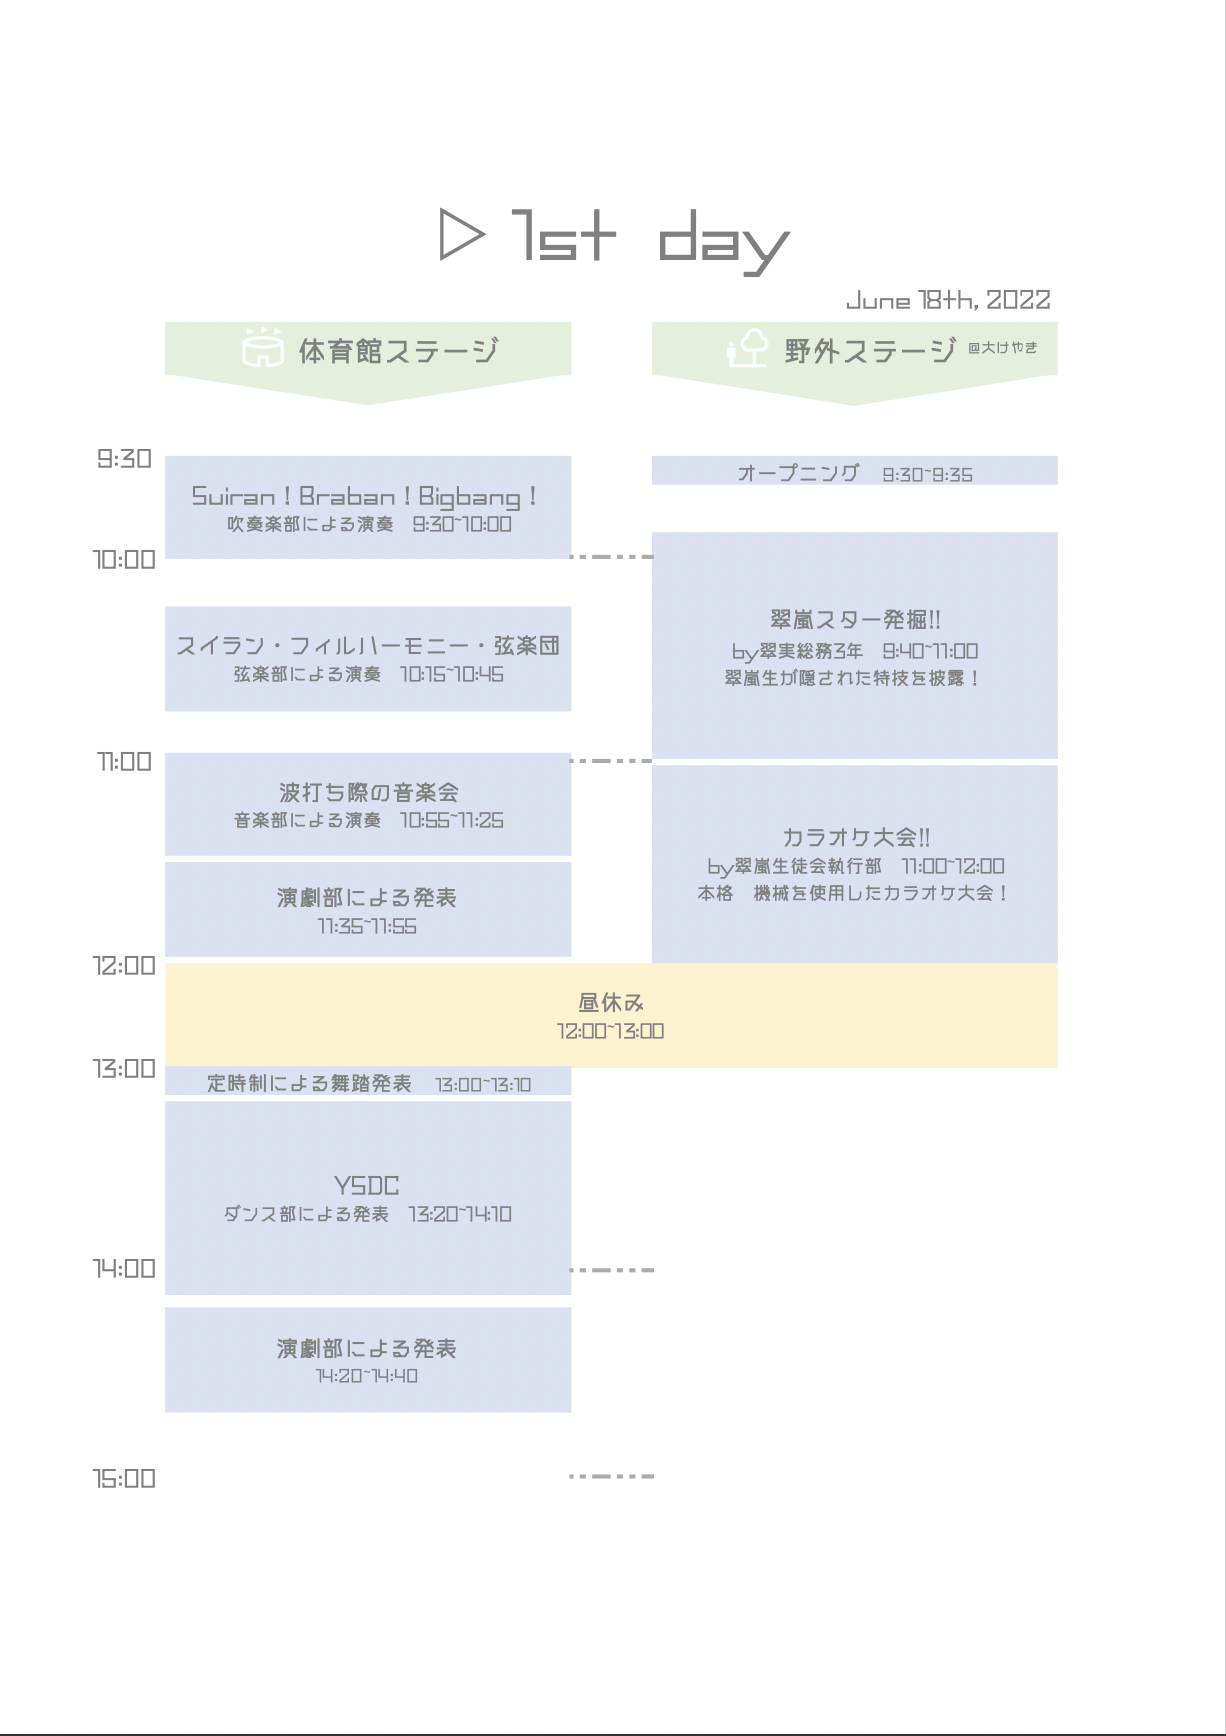 ▷ 1st day
June 18th, 2022
体育館ステージ
野外ステージ @大けやき
9:30
Suiran！Braban！Bigbang！
吹奏楽部による演奏　9:30~10:00
オープニング　9:30~9:35
10:00
スイラン・フィルハーモニー・弦楽団
弦楽部による演奏　10:15~10:45
翠嵐スター発掘!!
by翠実総務3年　9:40~11:00
翠嵐生が隠された特技を披露！
11:00
波打ち際の音楽会
音楽部による演奏　10:55~11:25
演劇部による発表
11:35~11:55
カラオケ大会!!
by翠嵐生徒会執行部　11:00~12:00
本格　機械を使用したカラオケ大会！
12:00
昼休み
12:00~13:00
13:00
定時制による舞踏発表　13:00~13:10
YSDC
ダンス部による発表　13:20~14:10
14:00
演劇部による発表
14:20~14:40
15:00